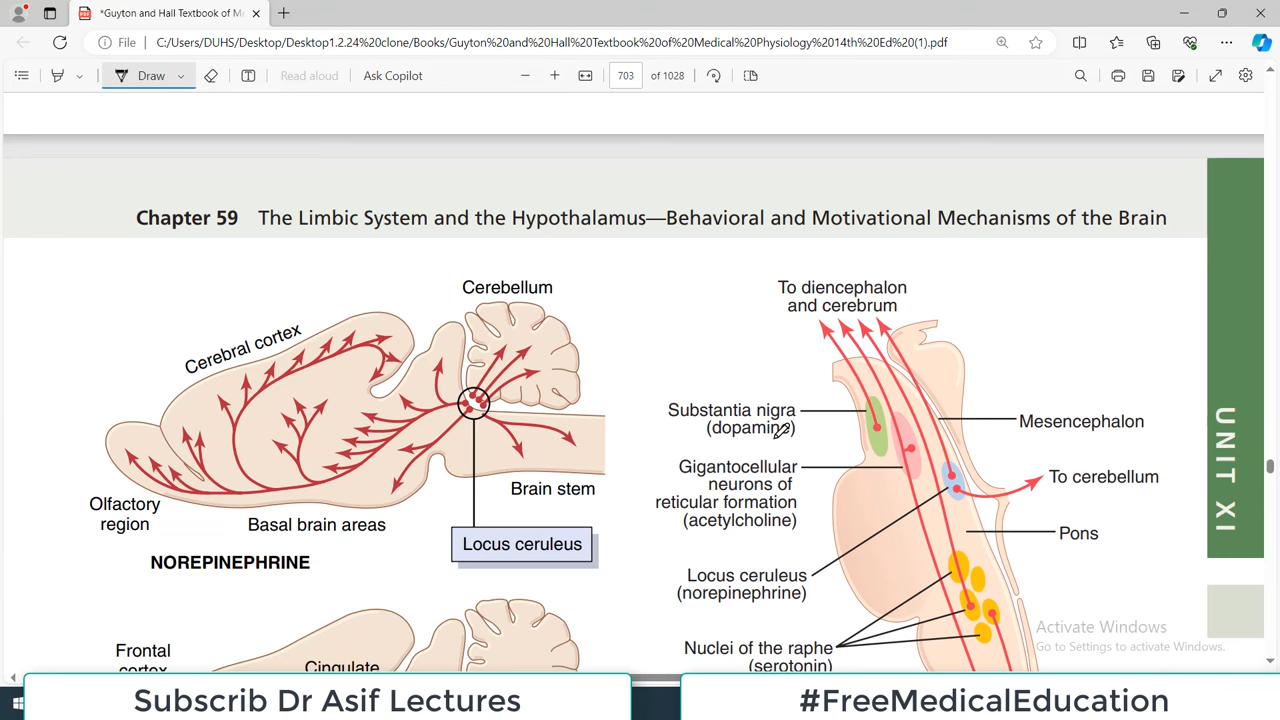 *Guyton and Hall Textbook of Me
File
C:/Users/DUHS/Desktop/Desktop1.2.24%20clone/Books/Guyton%20and%20Hall%20Textbook%20of%20Medical%20Physiology%2014th%20Ed%20(1).pdf
Draw
Read aloud
Ask Copilot
703
of 1028
Chapter 59 The Limbic System and the Hypothalamus—Behavioral and Motivational Mechanisms of the Brain
UNIT XI
Cerebellum
Cerebral cortex
Olfactory
region
Basal brain areas
Brain stem
Locus ceruleus
NOREPINEPHRINE
Frontal
cortex
Cingulate
To diencephalon
and cerebrum
Substantia nigra
(dopamine)
Gigantocellular
neurons of
reticular formation
(acetylcholine)
Locus ceruleus
(norepinephrine)
Nuclei of the raphe
(serotonin)
Mesencephalon
To cerebellum
Pons
Activate Windows
Go to Settings to activate Windows.
Subscrib Dr Asif Lectures
#FreeMedicalEducation